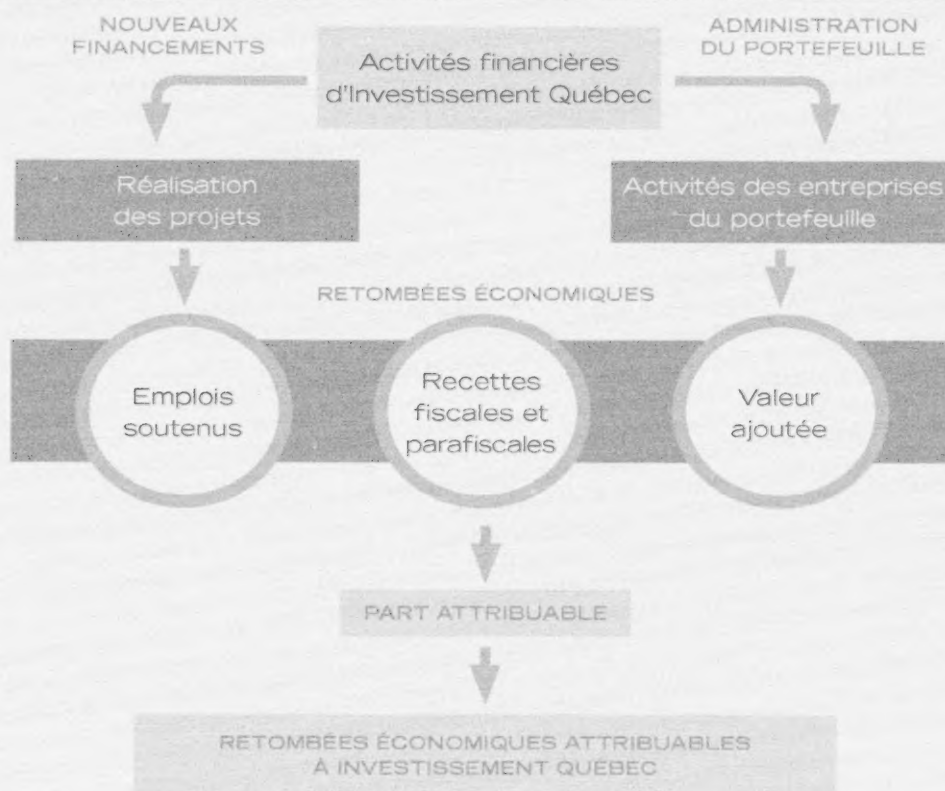 NOUVEAUX
FINANCEMENTS
Activités financières
d'Investissement Québec
ADMINISTRATION
DU PORTEFEUILLE
Réalisation
des projets
Activités des entreprises
du portefeuille
RETOMBÉES ÉCONOMIQUES
Emplois
soutenus
Recettes
fiscales et
parafiscales
Valeur
ajoutée
PART ATTRIBUABLE
RETOMBÉES ÉCONOMIQUES ATTRIBUABLES
À INVESTISSEMENT QUÉBEC